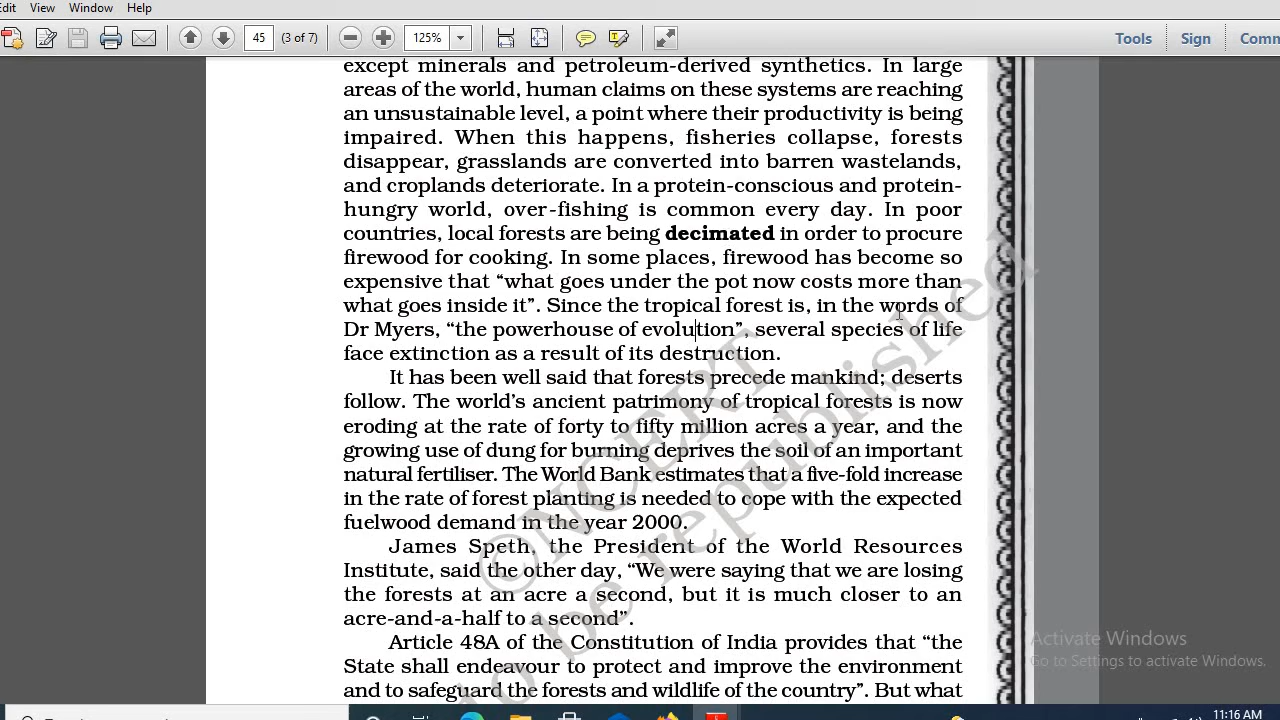 Edit View Window Help
45 (3 of 7) 125% Tools Sign
except minerals and petroleum-derived synthetics. In large
areas of the world, human claims on these systems are reaching
an unsustainable level, a point where their productivity is being
impaired. When this happens, fisheries collapse, forests
disappear, grasslands are converted into barren wastelands,
and croplands deteriorate. In a protein-conscious and protein-
hungry world, over-fishing is common every day. In poor
countries, local forests are being decimated in order to procure
firewood for cooking. In some places, firewood has become so
expensive that “what goes under the pot now costs more than
what goes inside it”. Since the tropical forest is, in the words of
Dr Myers, “the powerhouse of evolution”, several species of life
face extinction as a result of its destruction.
It has been well said that forests precede mankind; deserts
follow. The world’s ancient patrimony of tropical forests is now
eroding at the rate of forty to fifty million acres a year, and the
growing use of dung for burning deprives the soil of an important
natural fertiliser. The World Bank estimates that a five-fold increase
in the rate of forest planting is needed to cope with the expected
fuelwood demand in the year 2000.
James Speth, the President of the World Resources
Institute, said the other day, “We were saying that we are losing
the forests at an acre a second, but it is much closer to an
acre-and-a-half to a second”.
Article 48A of the Constitution of India provides that “the
State shall endeavour to protect and improve the environment
and to safeguard the forests and wildlife of the country”. But what
©NCERT
to be republished
Activate Windows
Go to Settings to activate Windows.
11:16 AM